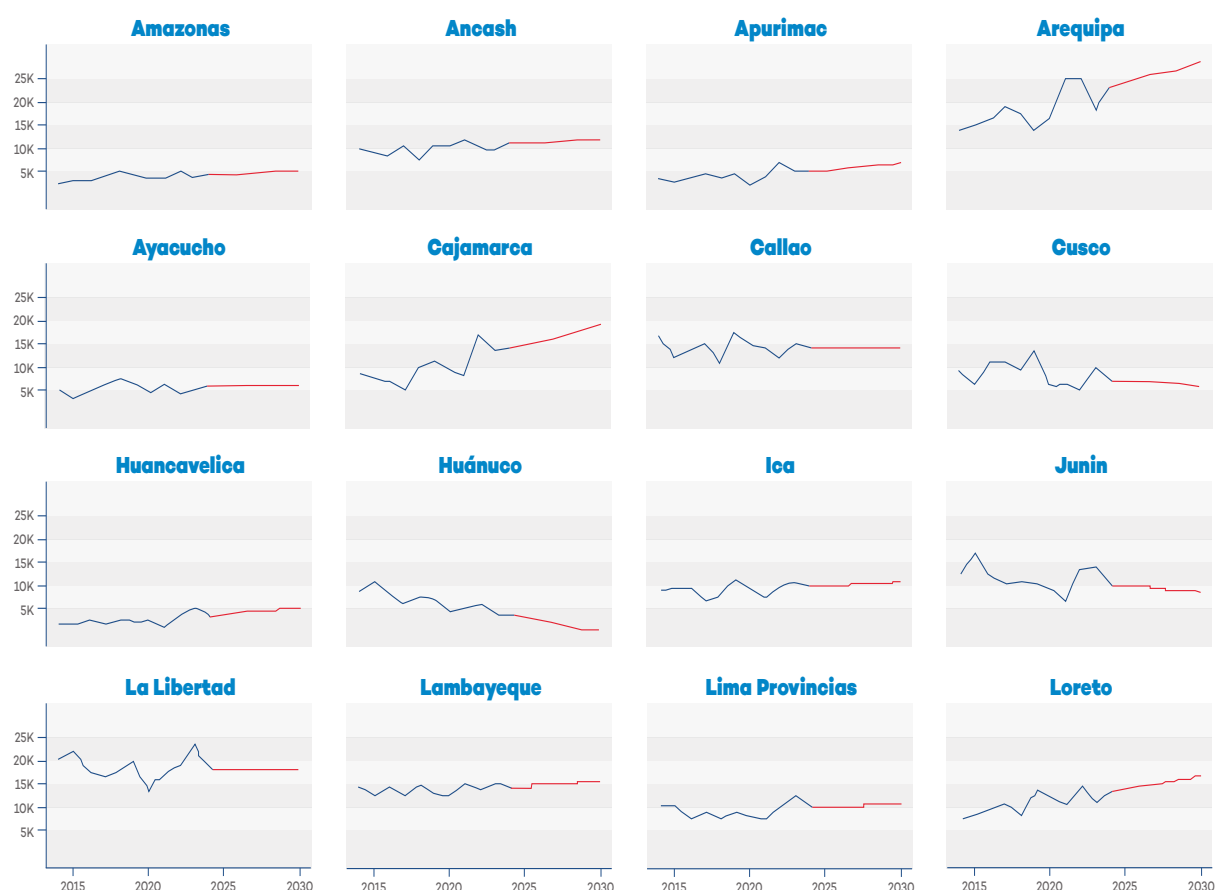 Amazonas Ancash Apurimac Arequipa
25K
20K
15K
10K
5K
Ayacucho Cajamarca Callao Cusco
25K
20K
15K
10K
5K
Huancavelica Huánuco Ica Junin
25K
20K
15K
10K
5K
La Libertad Lambayeque Lima Provincias Loreto
25K
20K
15K
10K
5K
2015 2020 2025 2030 2015 2020 2025 2030 2015 2020 2025 2030 2015 2020 2025 2030